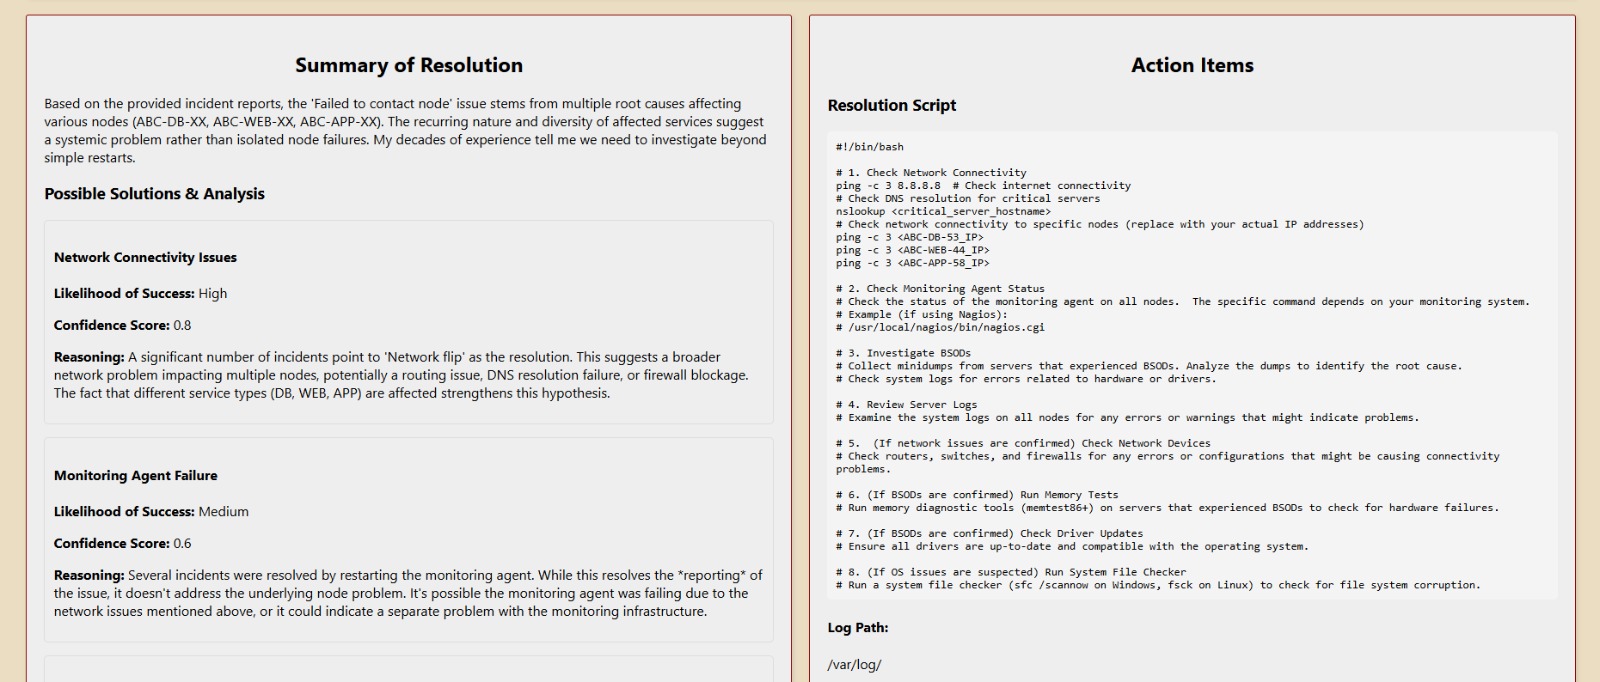 Summary of Resolution
Based on the provided incident reports, the 'Failed to contact node' issue stems from multiple root causes affecting
various nodes (ABC-DB-XX, ABC-WEB-XX, ABC-APP-XX). The recurring nature and diversity of affected services suggest
a systemic problem rather than isolated node failures. My decades of experience tell me we need to investigate beyond
simple restarts.
Possible Solutions & Analysis
Network Connectivity Issues
Likelihood of Success: High
Confidence Score: 0.8
Reasoning: A significant number of incidents point to 'Network flip' as the resolution. This suggests a broader
network problem impacting multiple nodes, potentially a routing issue, DNS resolution failure, or firewall blockage.
The fact that different service types (DB, WEB, APP) are affected strengthens this hypothesis.
Monitoring Agent Failure
Likelihood of Success: Medium
Confidence Score: 0.6
Reasoning: Several incidents were resolved by restarting the monitoring agent. While this resolves the *reporting* of
the issue, it doesn't address the underlying node problem. It's possible the monitoring agent was failing due to the
network issues mentioned above, or it could indicate a separate problem with the monitoring infrastructure.
Action Items
Resolution Script
#!/bin/bash
# 1. Check Network Connectivity
ping -c 3 8.8.8.8  # Check internet connectivity
# Check DNS resolution for critical servers
nslookup <critical_server_hostname>
# Check network connectivity to specific nodes (replace with your actual IP addresses)
ping -c 3 <ABC-DB-53_IP>
ping -c 3 <ABC-WEB-44_IP>
ping -c 3 <ABC-APP-58_IP>
# 2. Check Monitoring Agent Status
# Check the status of the monitoring agent on all nodes.  The specific command depends on your monitoring system.
# Example (if using Nagios):
# /usr/local/nagios/bin/nagios.cgi
# 3. Investigate BSODs
# Collect minidumps from servers that experienced BSODs. Analyze the dumps to identify the root cause.
# Check system logs for errors related to hardware or drivers.
# 4. Review Server Logs
# Examine the system logs on all nodes for any errors or warnings that might indicate problems.
# 5.  (If network issues are confirmed) Check Network Devices
# Check routers, switches, and firewalls for any errors or configurations that might be causing connectivity
problems.
# 6. (If BSODs are confirmed) Run Memory Tests
# Run memory diagnostic tools (memtest86+) on servers that experienced BSODs to check for hardware failures.
# 7. (If BSODs are confirmed) Check Driver Updates
# Ensure all drivers are up-to-date and compatible with the operating system.
# 8. (If OS issues are suspected) Run System File Checker
# Run a system file checker (sfc /scannow on Windows, fsck on Linux) to check for file system corruption.
Log Path:
/var/log/